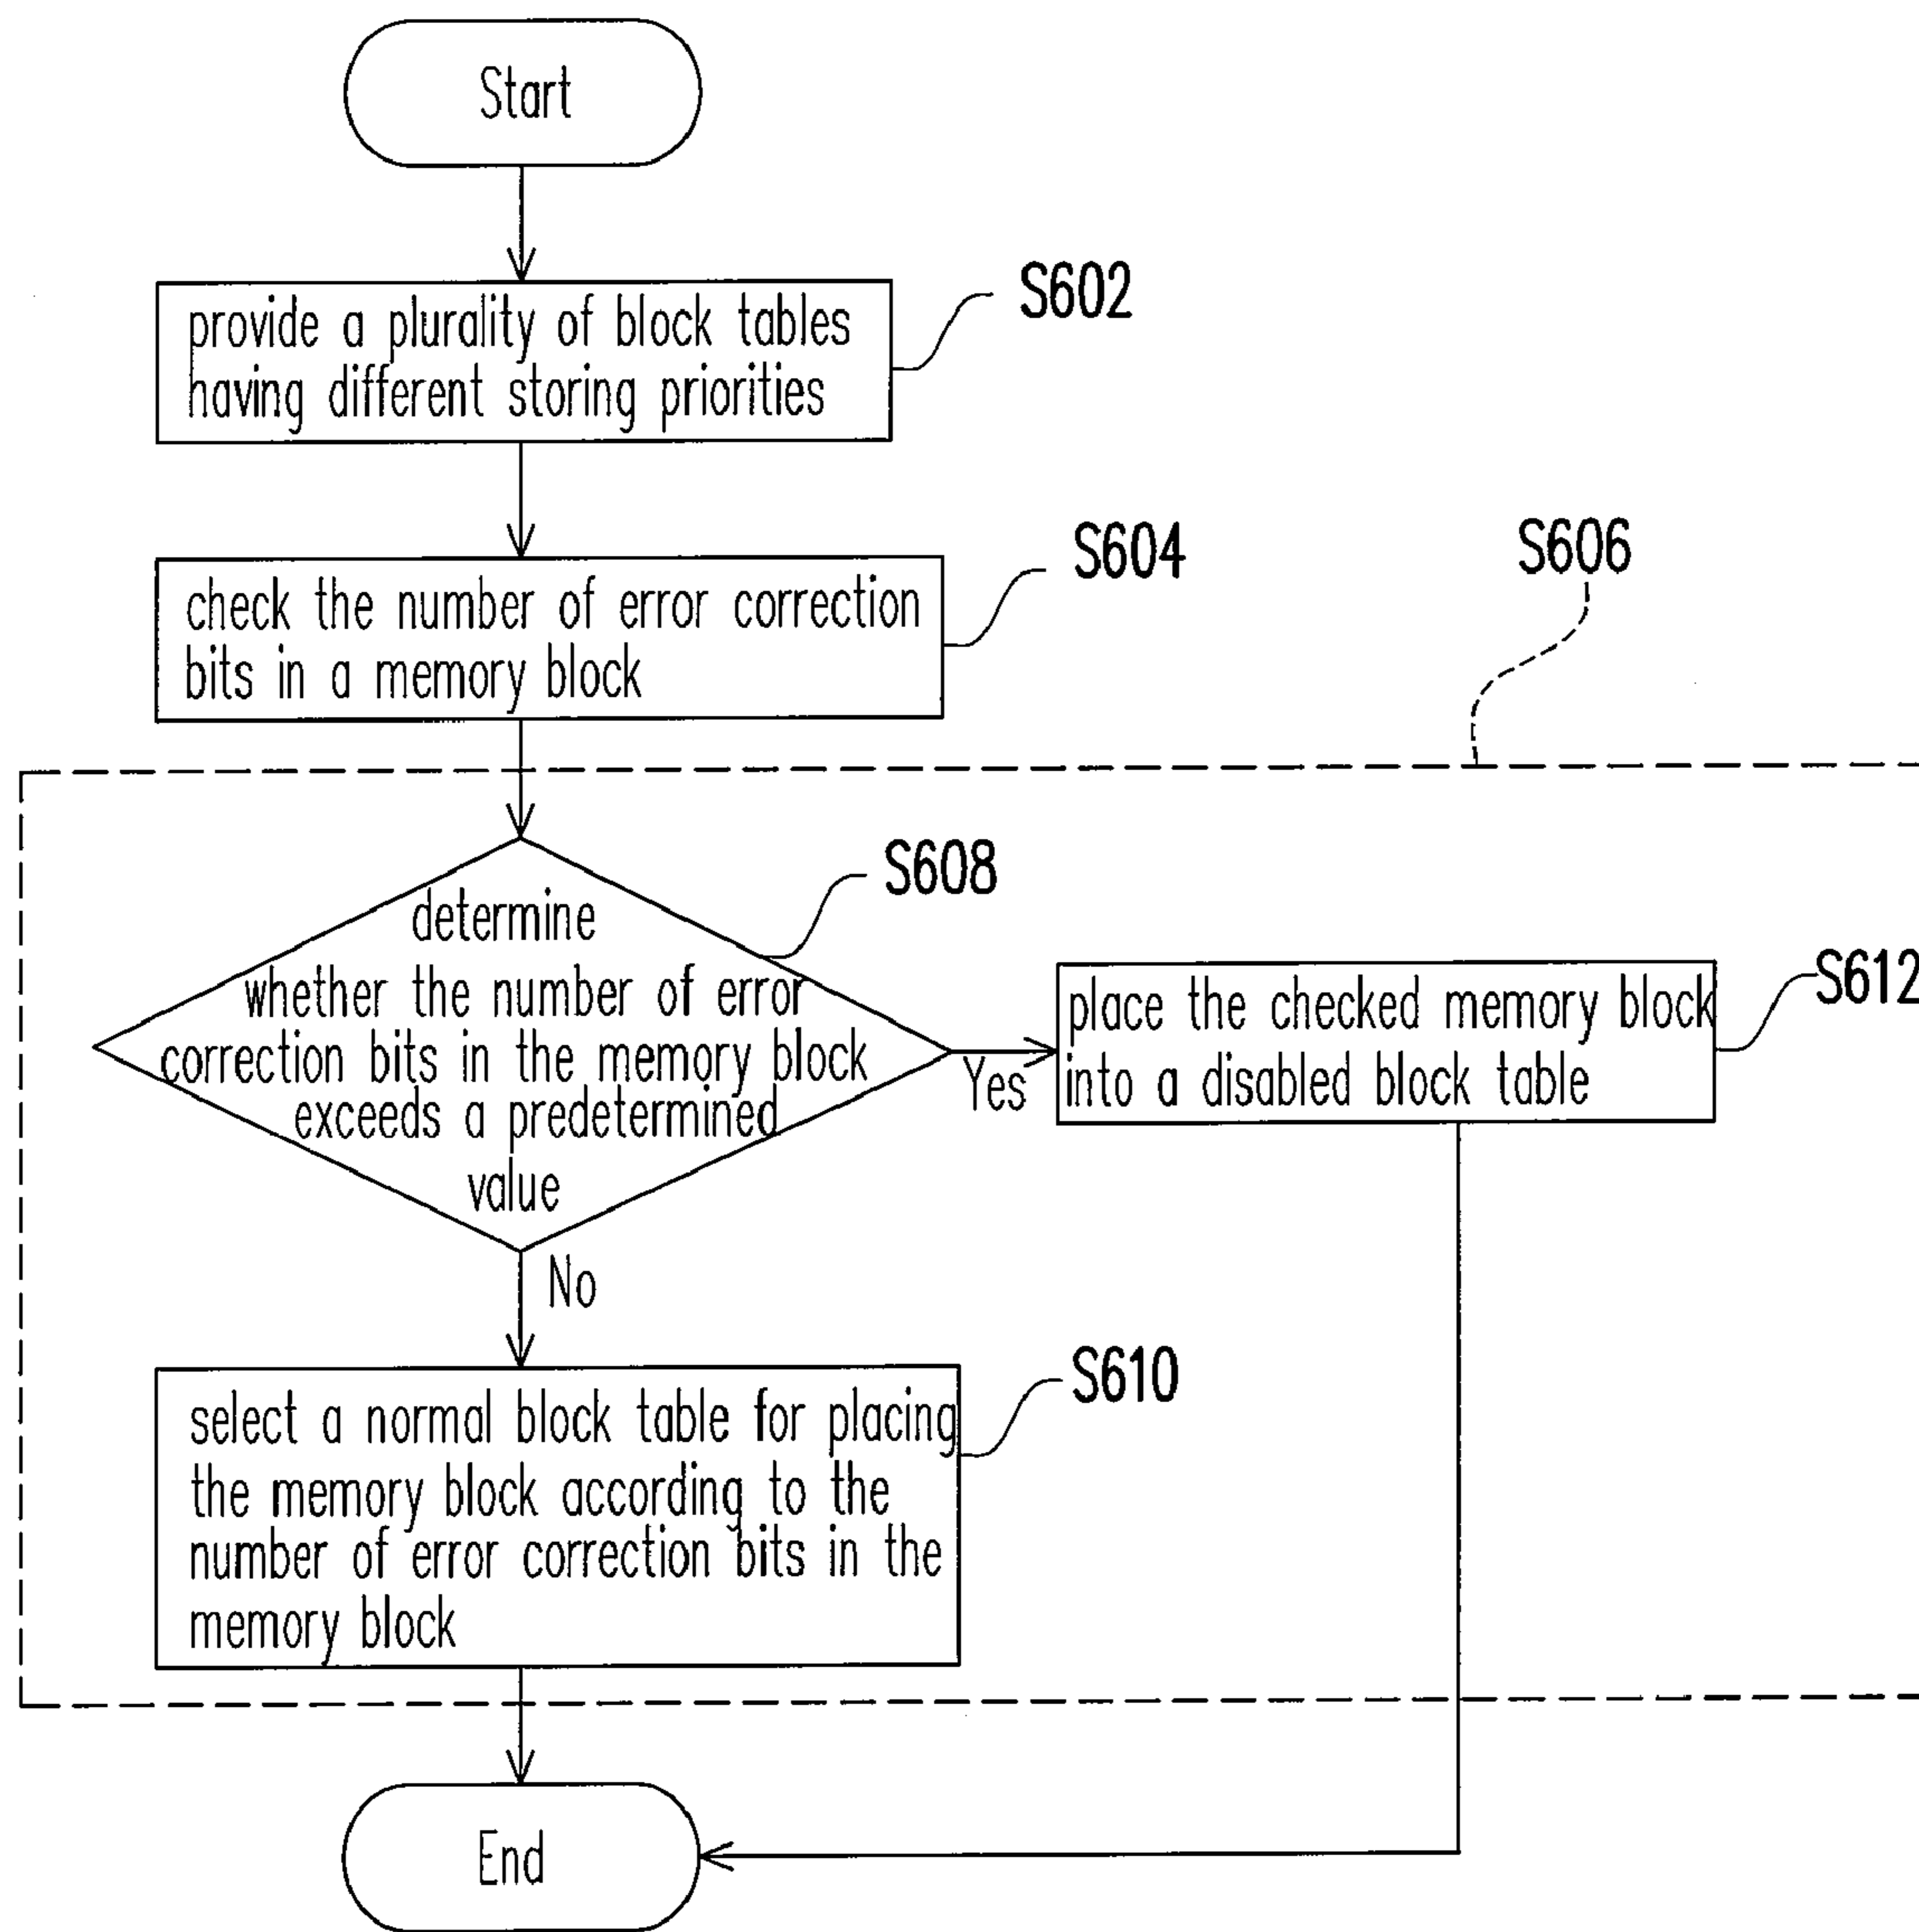 Start
provide a plurality of block tables
having different storing priorities
S602
check the number of error correction
bits in a memory block
S604
S606
determine
whether the number of error
correction bits in the memory block
exceeds a predetermined
value
S608
Yes
place the checked memory block
into a disabled block table
S612
No
select a normal block table for placing
the memory block according to the
number of error correction bits in the
memory block
S610
End